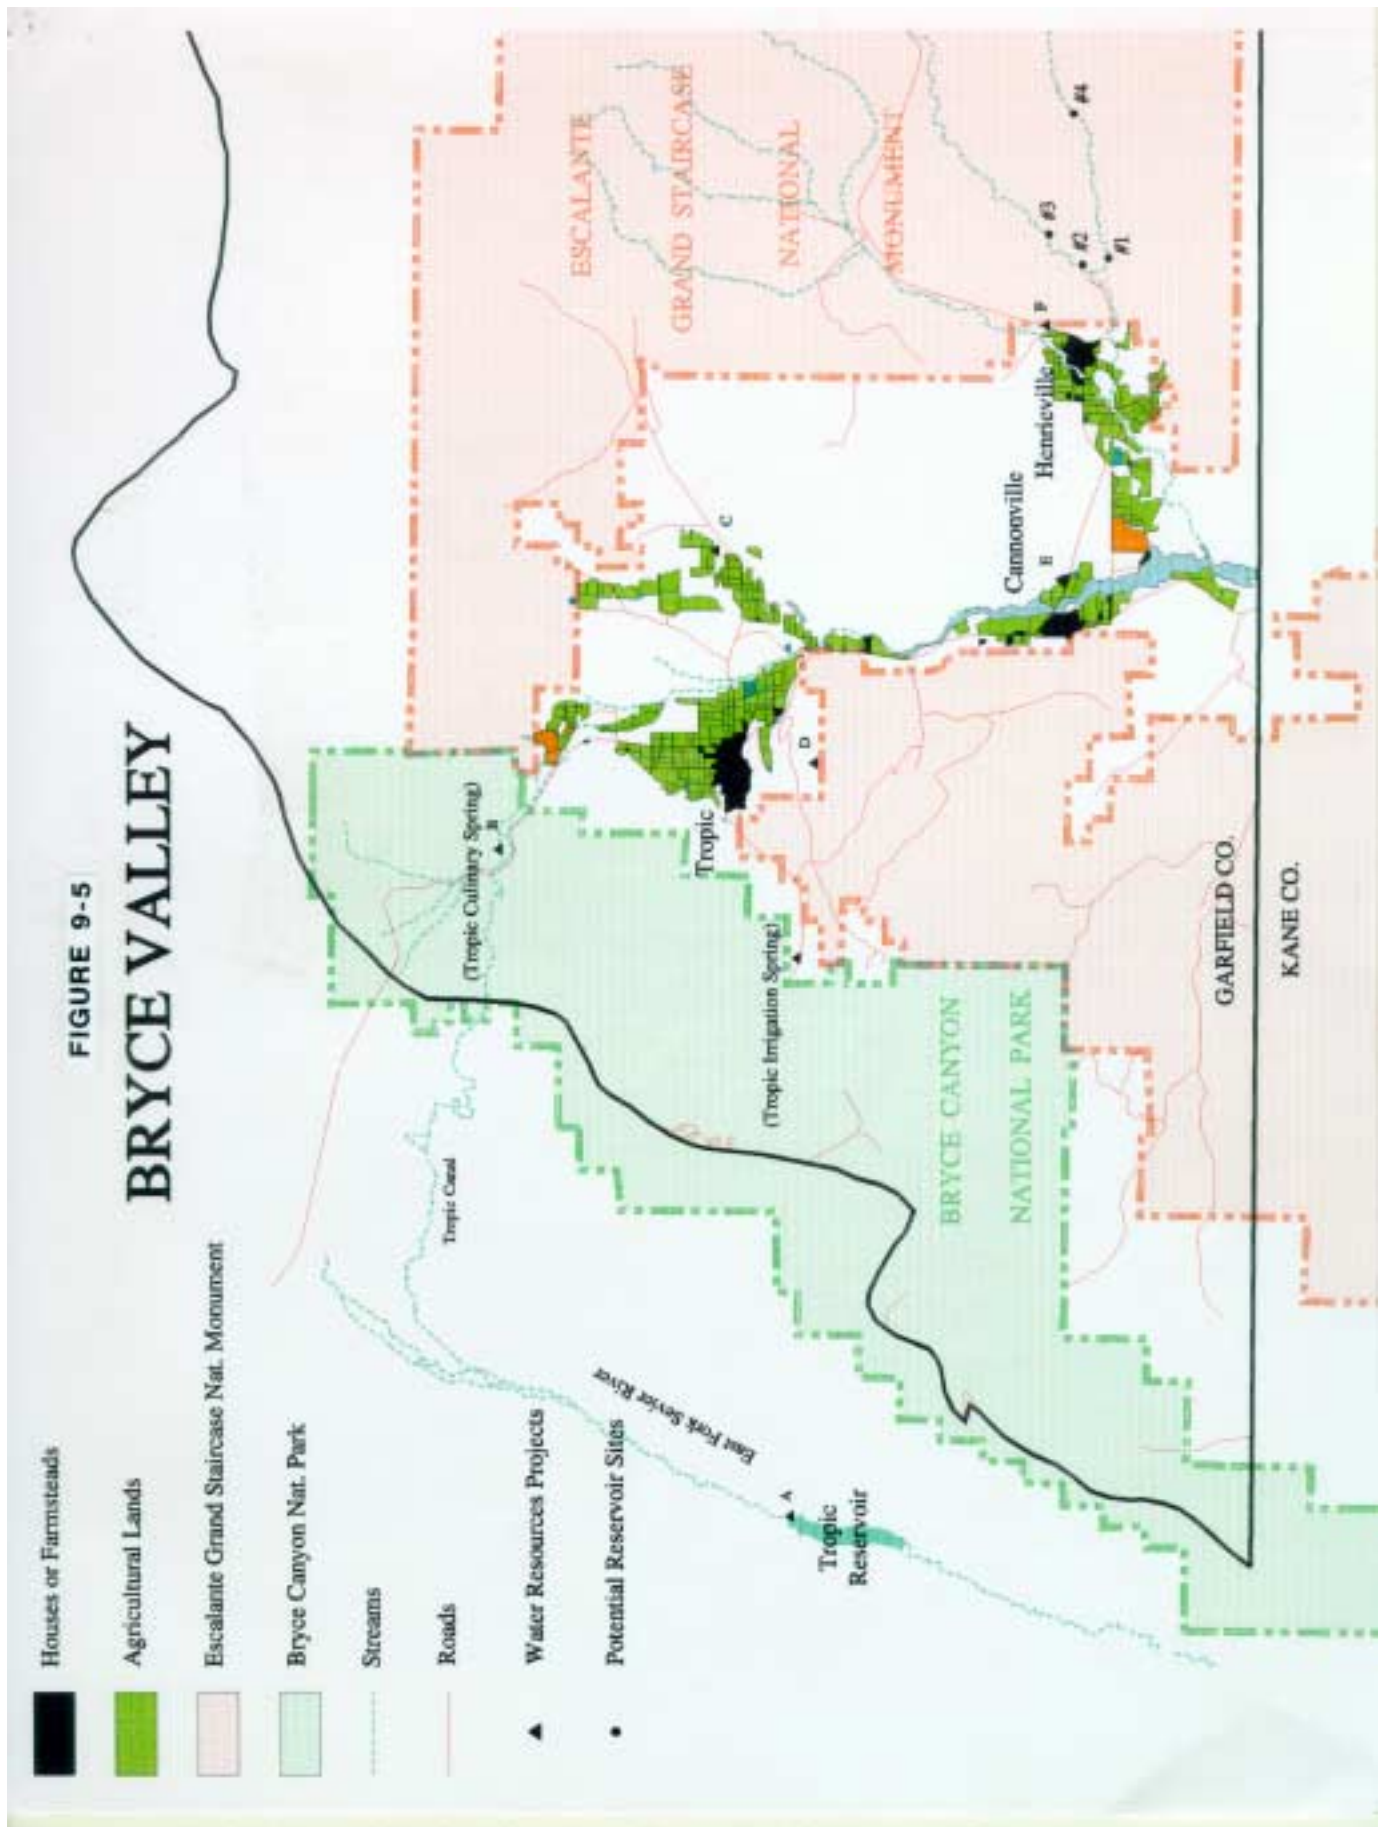 FIGURE 9-5
BRYCE VALLEY
Houses or Farmsteads
Agricultural Lands
Escalante Grand Staircase Nat. Monument
Bryce Canyon Nat. Park
Streams
Roads
Water Resources Projects
Potential Reservoir Sites
ESCALANTE
GRAND STAIRCASE
NATIONAL
MONUMENT
#4
#3
#2
#1
F
Henrieville
Cannonville
E
C
D
B
(Tropic Culinary Spring)
Tropic
(Tropic Irrigation Spring)
Tropic Canal
BRYCE CANYON
NATIONAL PARK
East Fork Sevier River
A
Tropic
Reservoir
GARFIELD CO.
KANE CO.